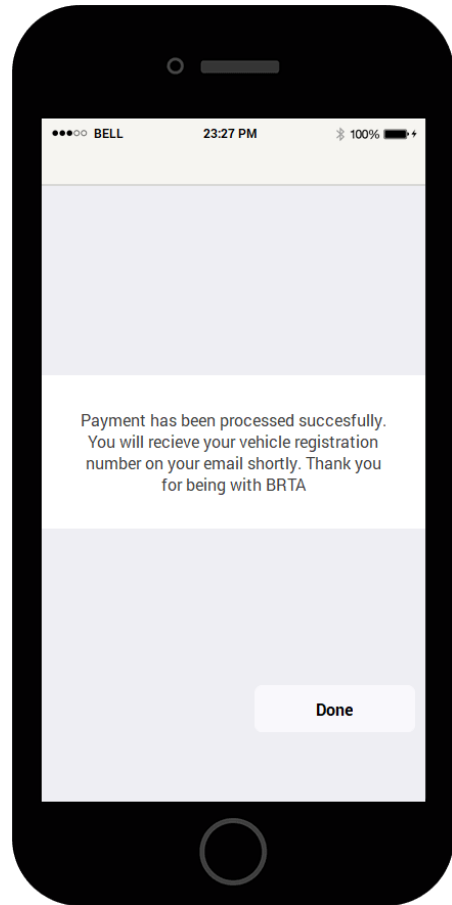 BELL 23:27 PM 100%
Payment has been processed succesfully.
You will recieve your vehicle registration
number on your email shortly. Thank you
for being with BRTA
Done